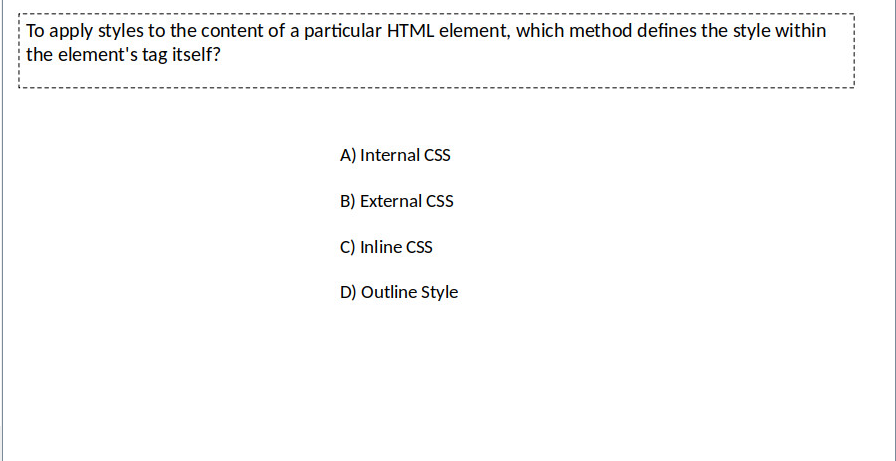 To apply styles to the content of a particular HTML element, which method defines the style within
the element's tag itself?
A) Internal CSS
B) External CSS
C) Inline CSS
D) Outline Style